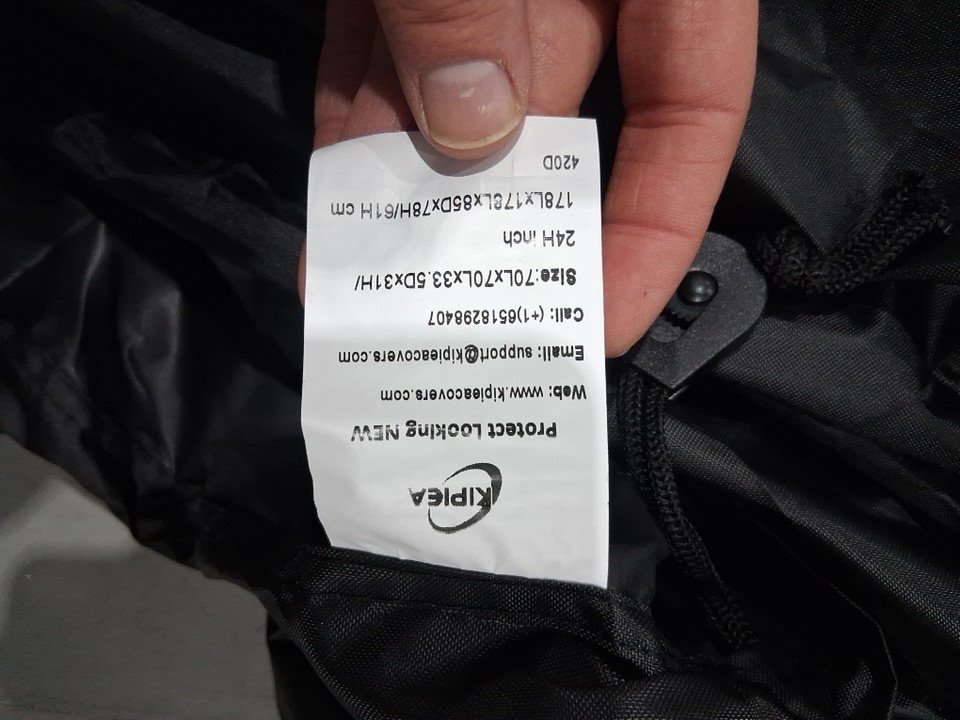 KIPIEA
Protect Looking NEW
Web: www.kipieacovers.com
Email: support@kipieacovers.com
Call: (+1)6518298407
Size:70Lx70Lx33.5Dx31H/
24H inch
178Lx178Lx85Dx78H/61H cm
420D